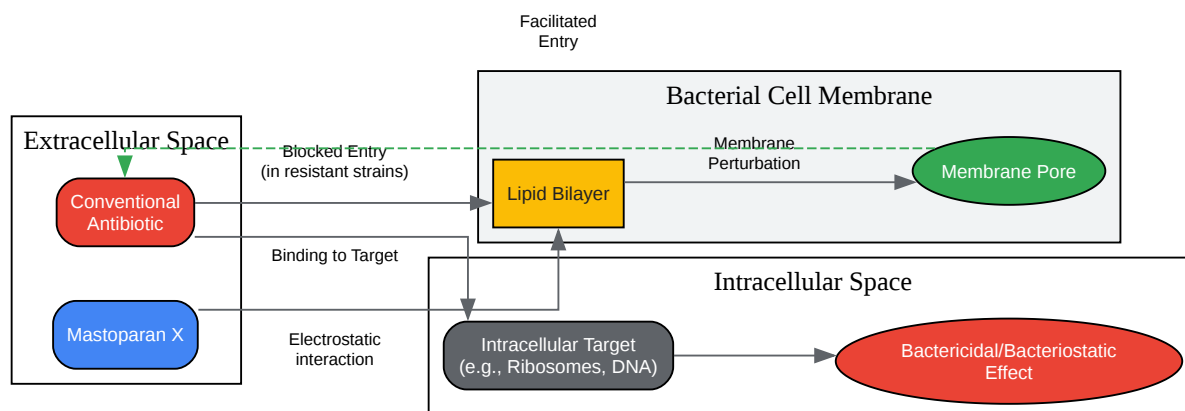 Facilitated
Entry
Bacterial Cell Membrane
Extracellular Space
Blocked Entry
(in resistant strains)
Membrane
Perturbation
Lipid Bilayer
Membrane Pore
Conventional
Antibiotic
Binding to Target
Intracellular Space
Mastoparan X
Electrostatic
interaction
Intracellular Target
(e.g., Ribosomes, DNA)
Bactericidal/Bacteriostatic
Effect